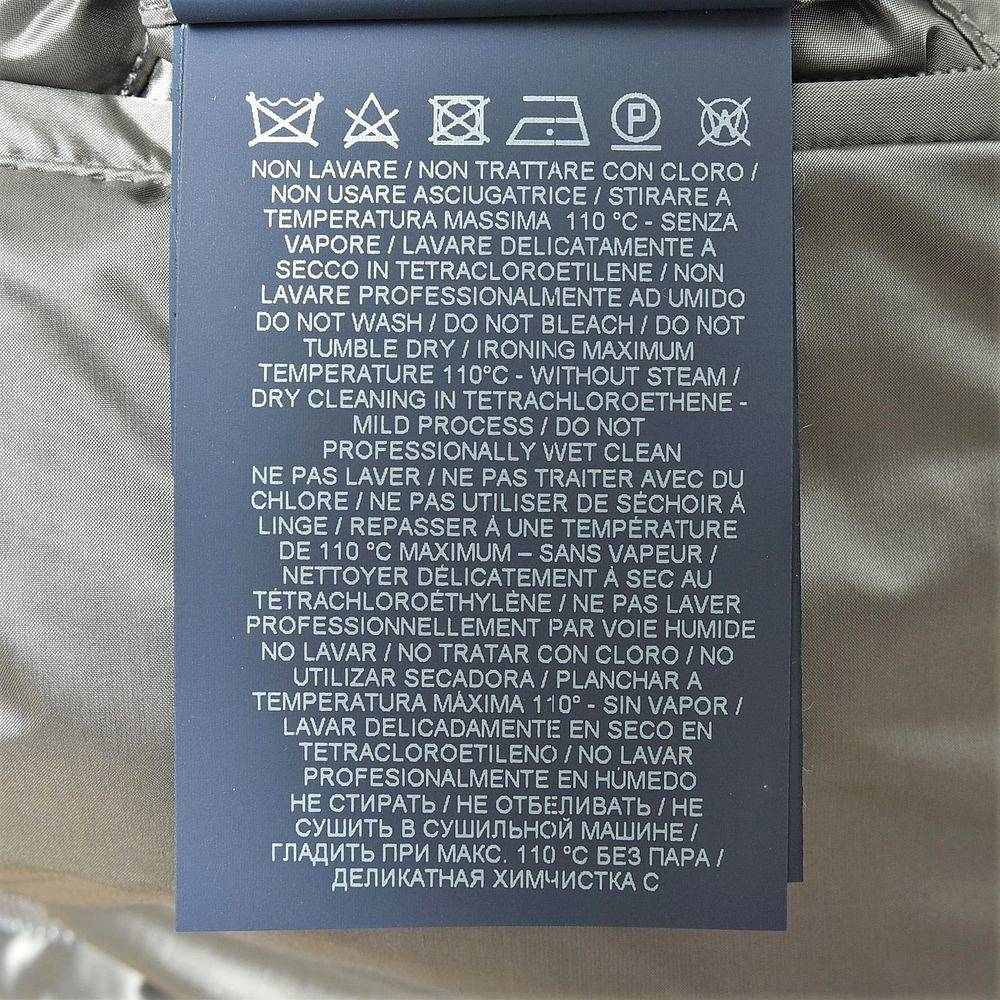 P W
NON LAVARE / NON TRATTARE CON CLORO /
NON USARE ASCIUGATRICE / STIRARE A
TEMPERATURA MASSIMA 110 °C - SENZA
VAPORE / LAVARE DELICATAMENTE A
SECCO IN TETRACLOROETILENE / NON
LAVARE PROFESSIONALMENTE AD UMIDO
DO NOT WASH / DO NOT BLEACH / DO NOT
TUMBLE DRY / IRONING MAXIMUM
TEMPERATURE 110°C - WITHOUT STEAM /
DRY CLEANING IN TETRACHLOROETHENE -
MILD PROCESS / DO NOT
PROFESSIONALLY WET CLEAN
NE PAS LAVER / NE PAS TRAITER AVEC DU
CHLORE / NE PAS UTILISER DE SÉCHOIR À
LINGE / REPASSER À UNE TEMPÉRATURE
DE 110 °C MAXIMUM – SANS VAPEUR /
NETTOYER DÉLICATEMENT À SEC AU
TÉTRACHLOROÉTHYLÈNE / NE PAS LAVER
PROFESSIONNELLEMENT PAR VOIE HUMIDE
NO LAVAR / NO TRATAR CON CLORO / NO
UTILIZAR SECADORA / PLANCHAR A
TEMPERATURA MÁXIMA 110° - SIN VAPOR /
LAVAR DELICADAMENTE EN SECO EN
TETRACLOROETILENO / NO LAVAR
PROFESIONALMENTE EN HÚMEDO
НЕ СТИРАТЬ / НЕ ОТБЕЛИВАТЬ / НЕ
СУШИТЬ В СУШИЛЬНОЙ МАШИНЕ /
ГЛАДИТЬ ПРИ МАКС. 110 °C БЕЗ ПАРА /
ДЕЛИКАТНАЯ ХИМЧИСТКА С